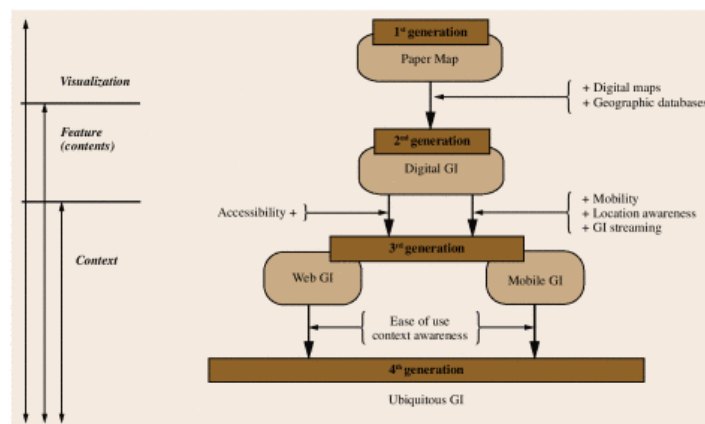 1st generation
Paper Map
Visualization
+ Digital maps
+ Geographic databases
Feature
(contents)
2nd generation
Digital GI
Accessibility +
+ Mobility
+ Location awareness
+ GI streaming
3rd generation
Context
Web GI
Mobile GI
Ease of use
context awareness
4th generation
Ubiquitous GI